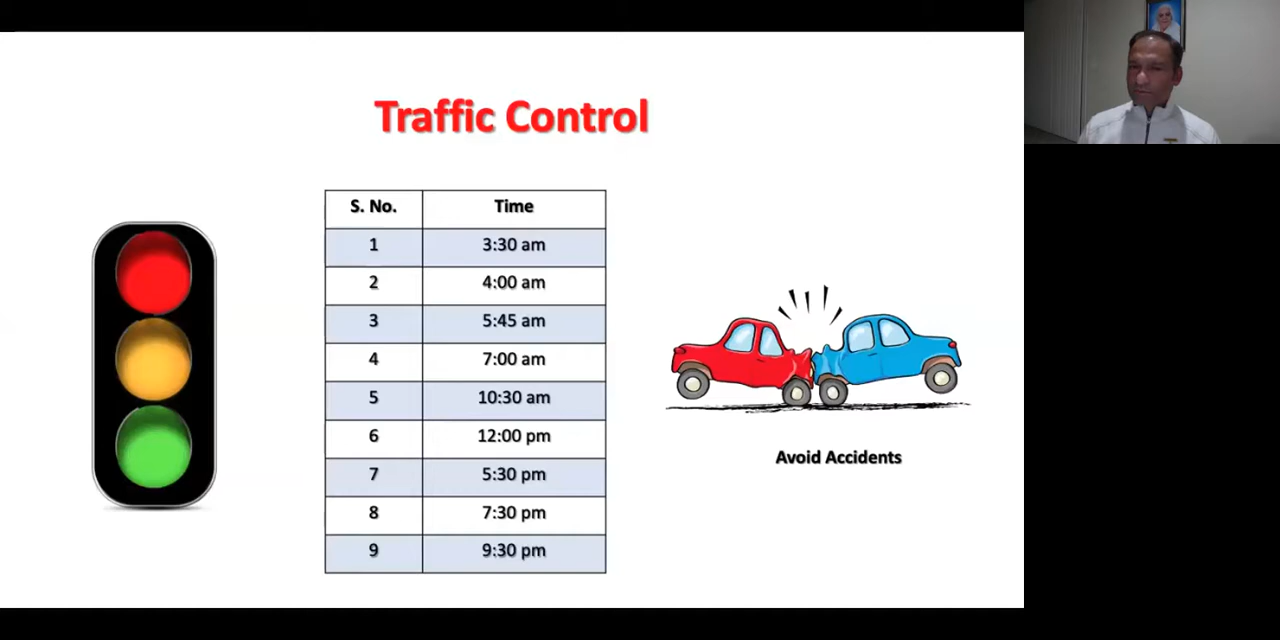 Traffic Control
S. No. Time
1 3:30 am
2 4:00 am
3 5:45 am
4 7:00 am
5 10:30 am
6 12:00 pm
7 5:30 pm
8 7:30 pm
9 9:30 pm
Avoid Accidents